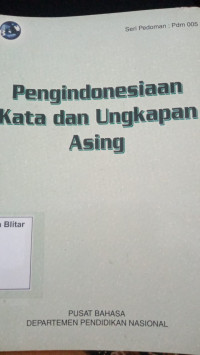 Seri Pedoman : Pdm 005
Pengindonesiaan
Kata dan Ungkapan
Asing
Blitar
PUSAT BAHASA
DEPARTEMEN PENDIDIKAN NASIONAL